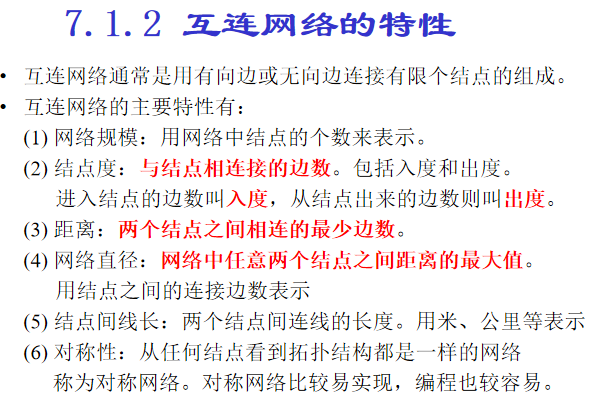 7.1.2 互连网络的特性
• 互连网络通常是用有向边或无向边连接有限个结点的组成。
• 互连网络的主要特性有：
(1) 网络规模：用网络中结点的个数来表示。
(2) 结点度：与结点相连接的边数。包括入度和出度。
进入结点的边数叫入度，从结点出来的边数则叫出度。
(3) 距离：两个结点之间相连的最少边数。
(4) 网络直径：网络中任意两个结点之间距离的最大值。
用结点之间的连接边数表示
(5) 结点间线长：两个结点间连线的长度。用米、公里等表示
(6) 对称性：从任何结点看到拓扑结构都是一样的网络
称为对称网络。对称网络比较易实现，编程也较容易。